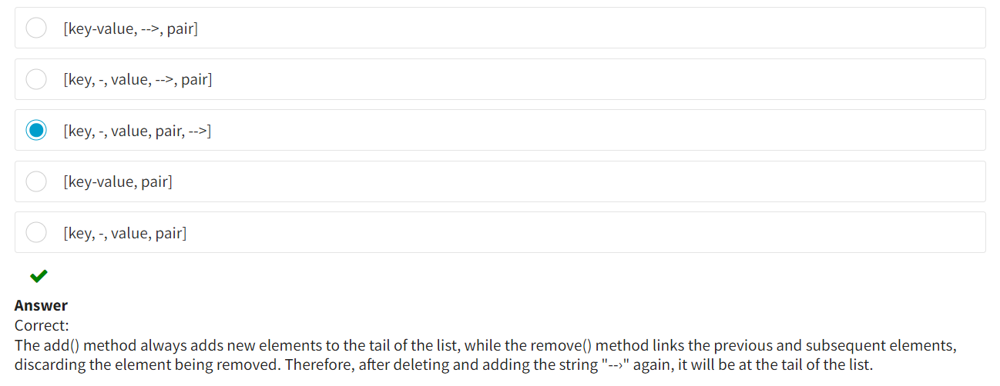 [key-value, -->, pair]
[key, -, value, -->, pair]
[key, -, value, pair, -->]
[key-value, pair]
[key, -, value, pair]
Answer
Correct:
The add() method always adds new elements to the tail of the list, while the remove() method links the previous and subsequent elements,
discarding the element being removed. Therefore, after deleting and adding the string "--›" again, it will be at the tail of the list.